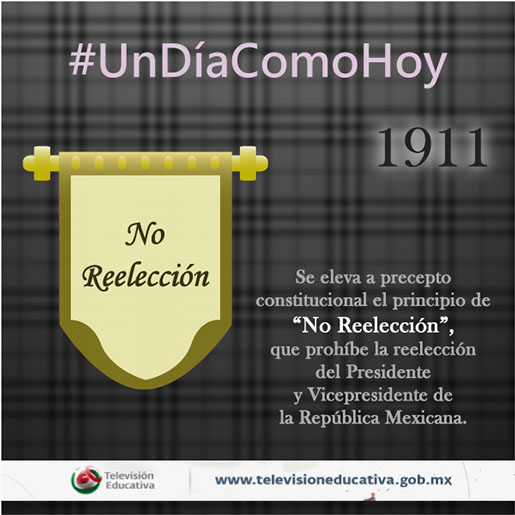 #UnDíaComoHoy
1911
No
Reelección
Se eleva a precepto
constitucional el principio de
“No Reelección”,
que prohíbe la reelección
del Presidente
y Vicepresidente de
la República Mexicana.
Televisión
Educativa
www.televisioneducativa.gob.mx